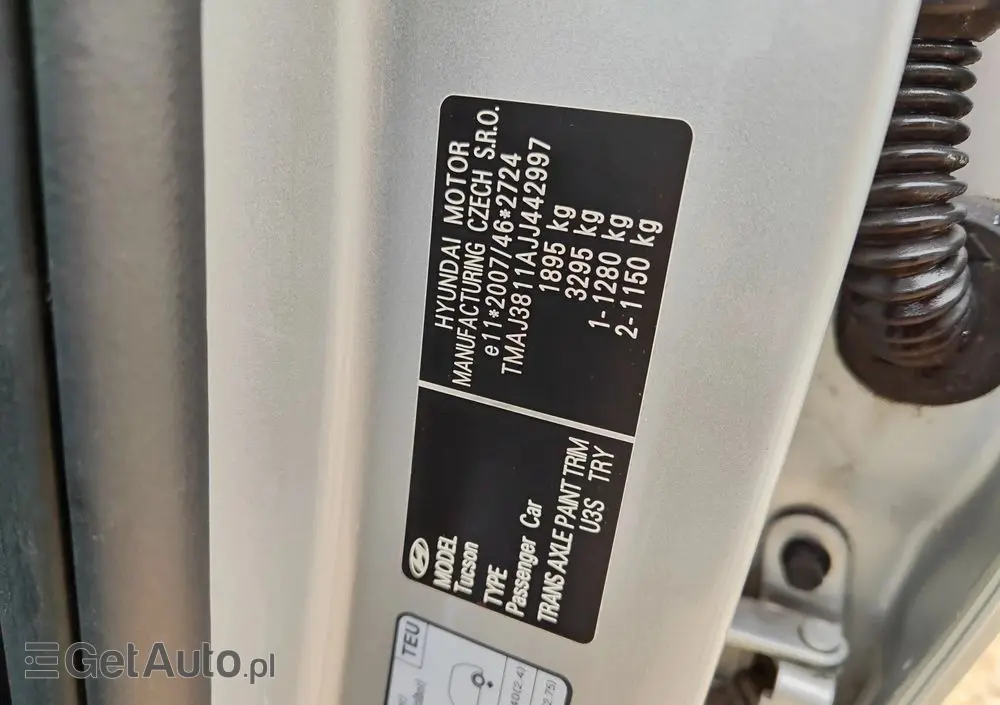 HYUNDAI MOTOR
MANUFACTURING CZECH S.R.O.
e11*2007/46*2724
TMAJ3811AJJ442997
1895 kg
3295 kg
1- 1280 kg
2- 1150 kg
MODEL
Tucson
TYPE
Passenger Car
TRANS AXLE PAINT TRIM
U3S TRY
TEU
GetAuto.pl